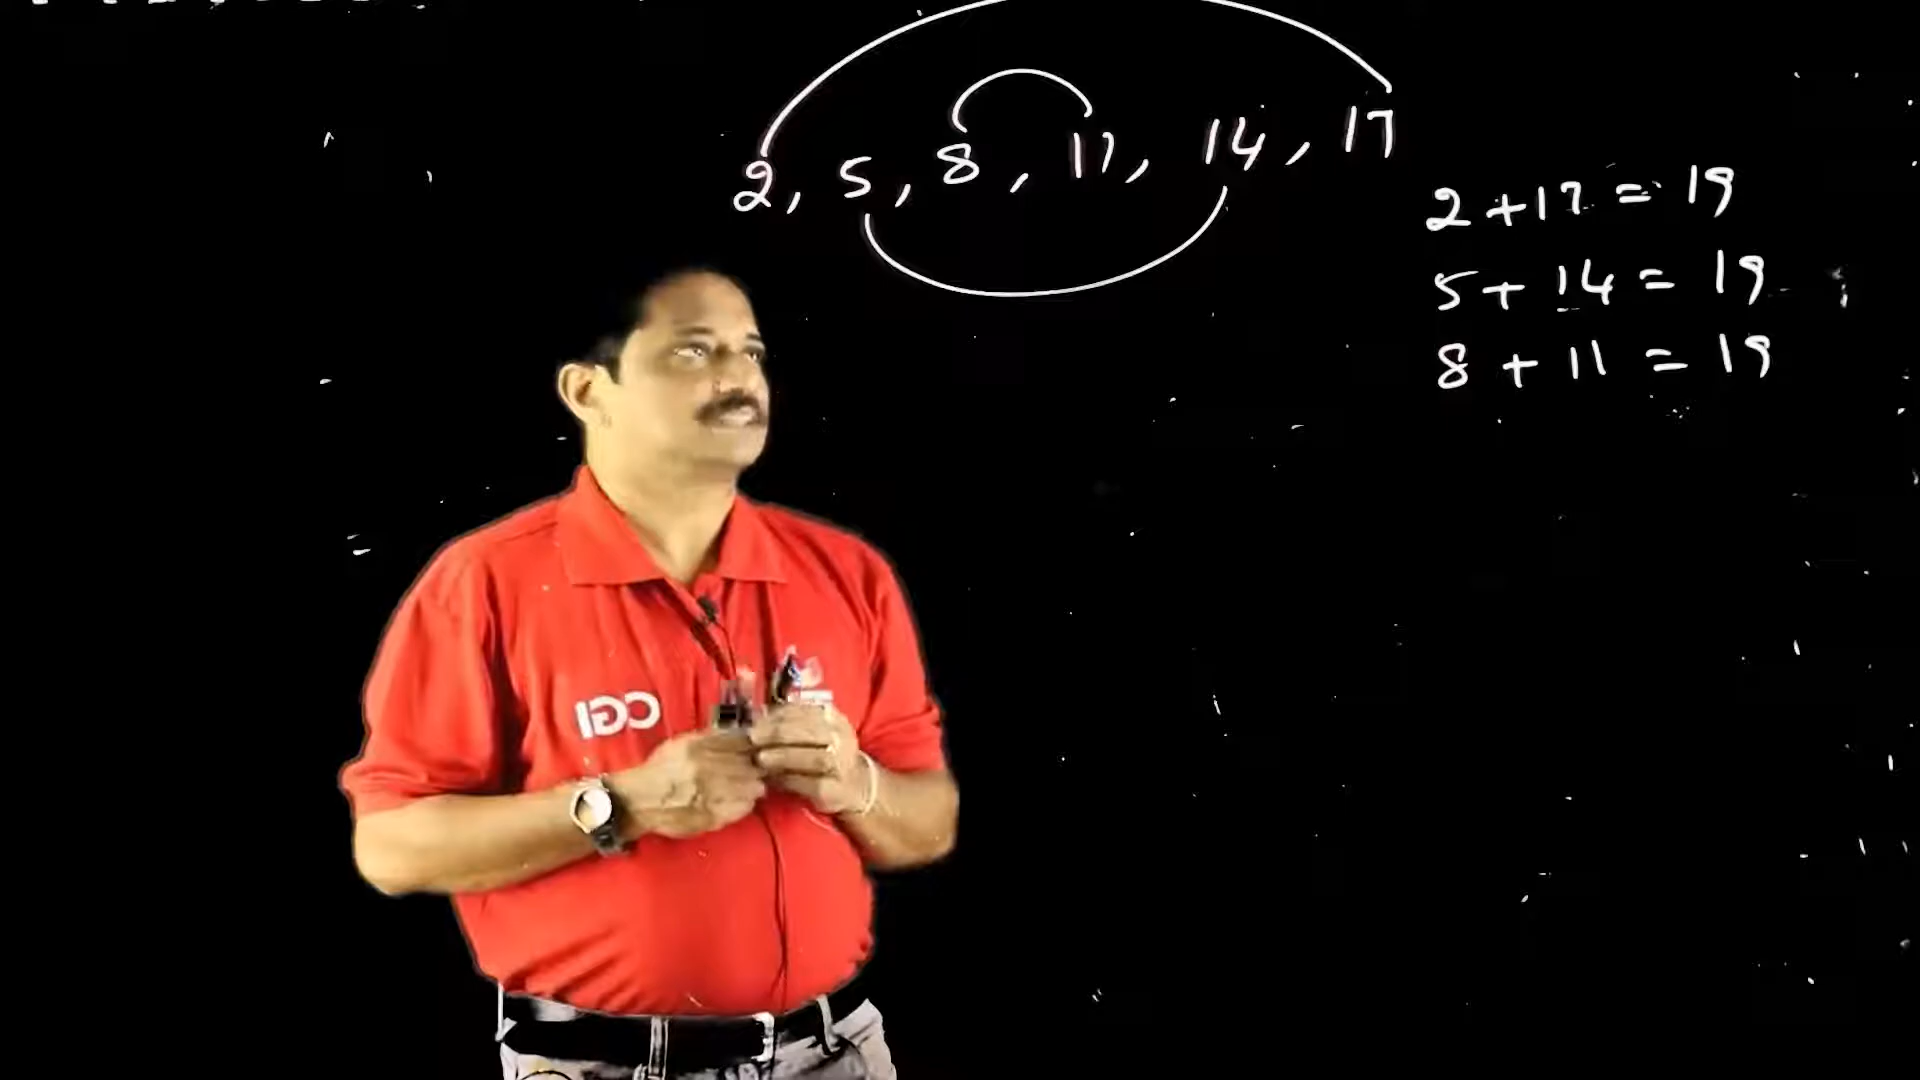 2, 5, 8, 11, 14, 17
2 + 17 = 19
5 + 14 = 19
8 + 11 = 19
CGI